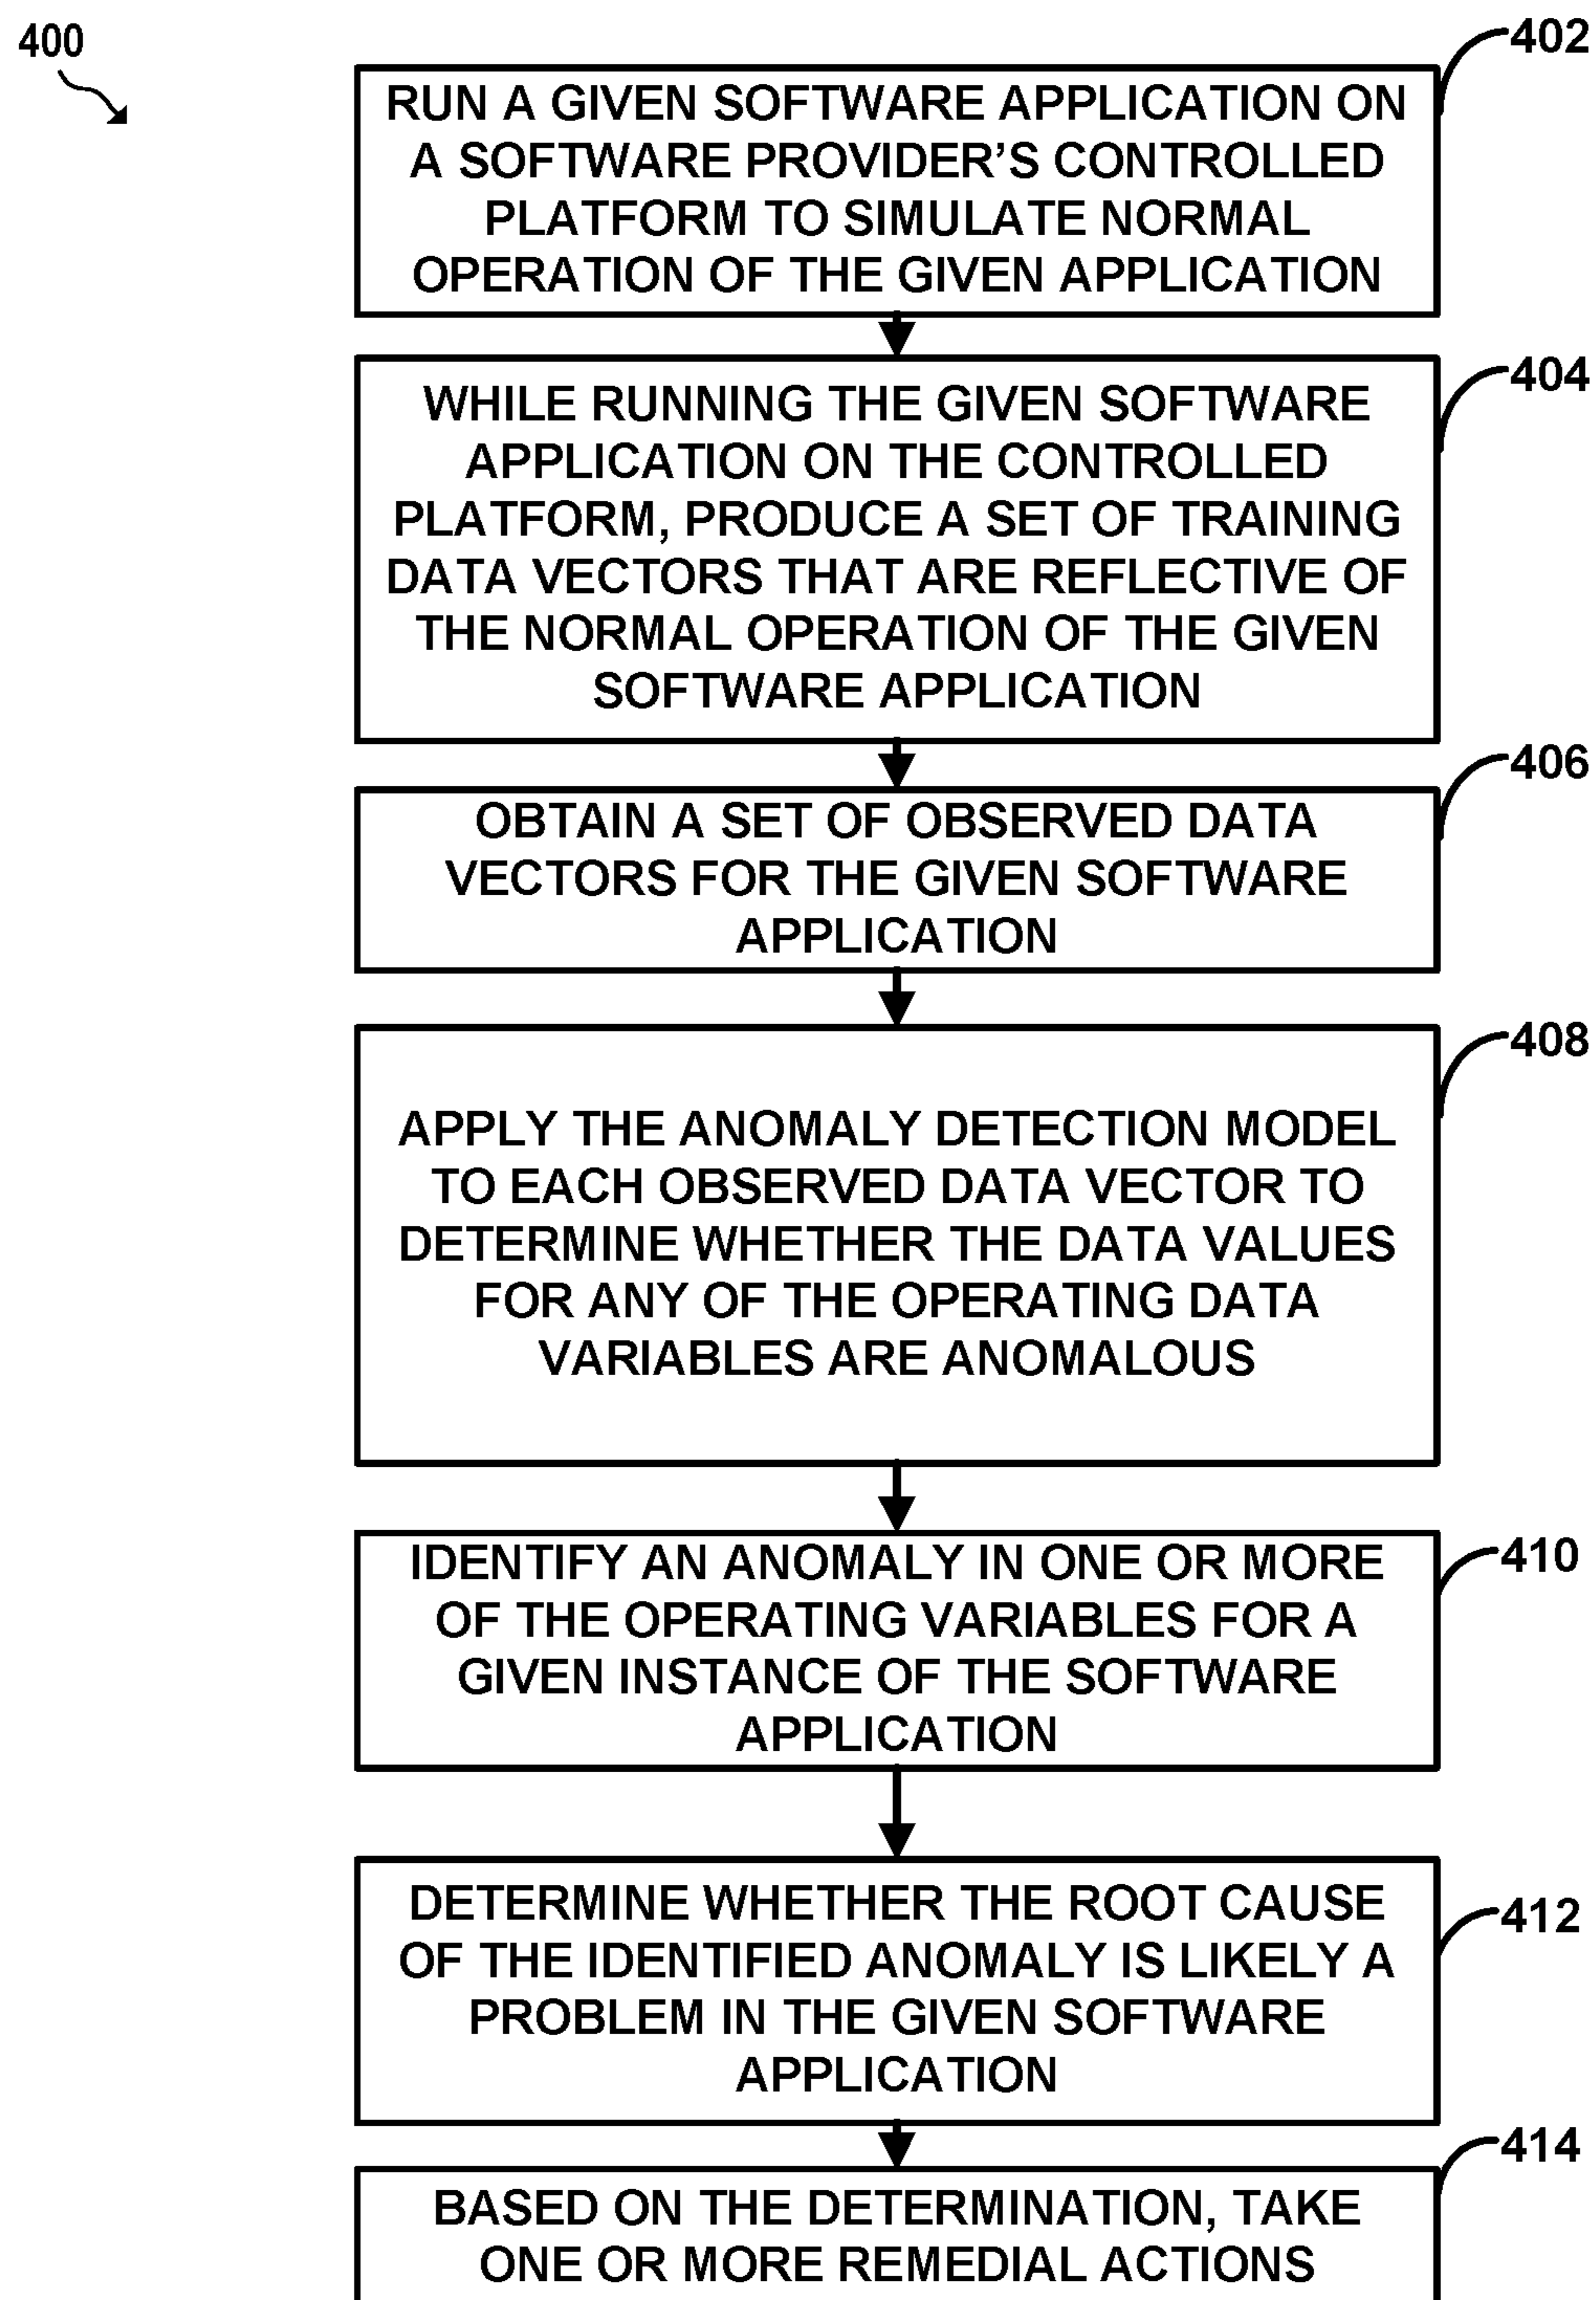 400
402
RUN A GIVEN SOFTWARE APPLICATION ON
A SOFTWARE PROVIDER’S CONTROLLED
PLATFORM TO SIMULATE NORMAL
OPERATION OF THE GIVEN APPLICATION
404
WHILE RUNNING THE GIVEN SOFTWARE
APPLICATION ON THE CONTROLLED
PLATFORM, PRODUCE A SET OF TRAINING
DATA VECTORS THAT ARE REFLECTIVE OF
THE NORMAL OPERATION OF THE GIVEN
SOFTWARE APPLICATION
406
OBTAIN A SET OF OBSERVED DATA
VECTORS FOR THE GIVEN SOFTWARE
APPLICATION
408
APPLY THE ANOMALY DETECTION MODEL
TO EACH OBSERVED DATA VECTOR TO
DETERMINE WHETHER THE DATA VALUES
FOR ANY OF THE OPERATING DATA
VARIABLES ARE ANOMALOUS
410
IDENTIFY AN ANOMALY IN ONE OR MORE
OF THE OPERATING VARIABLES FOR A
GIVEN INSTANCE OF THE SOFTWARE
APPLICATION
412
DETERMINE WHETHER THE ROOT CAUSE
OF THE IDENTIFIED ANOMALY IS LIKELY A
PROBLEM IN THE GIVEN SOFTWARE
APPLICATION
414
BASED ON THE DETERMINATION, TAKE
ONE OR MORE REMEDIAL ACTIONS